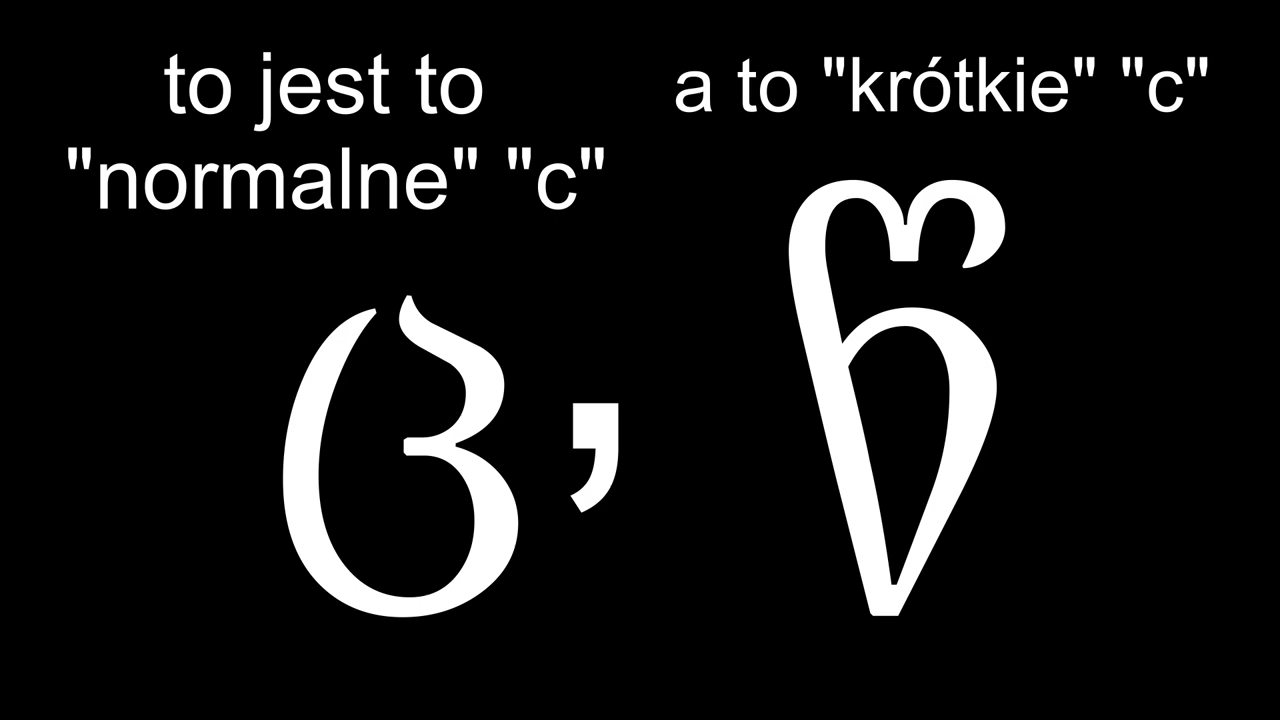 to jest to
"normalne" "c"
a to "krótkie" "c"
ც, წ